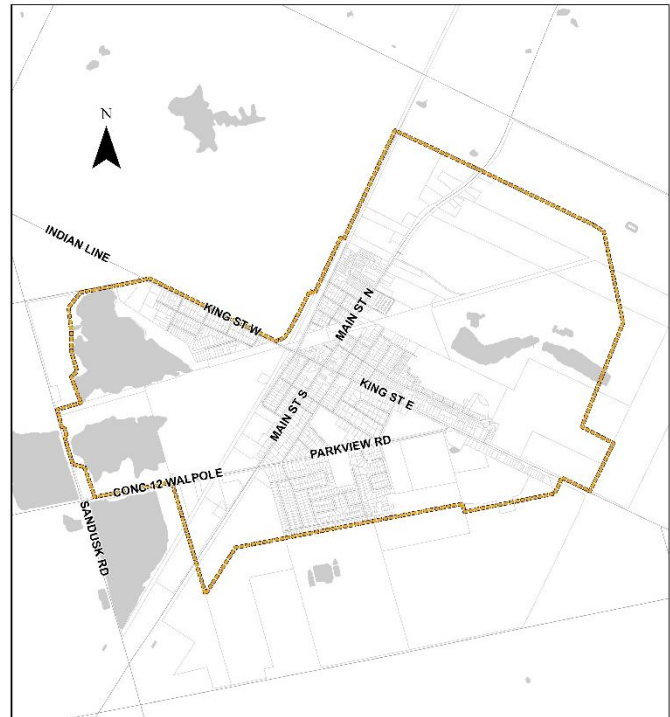 N
INDIAN LINE
KING ST W
MAIN ST N
KING ST E
MAIN ST S
PARKVIEW RD
CONC 12 WALPOLE
SANDUSK RD